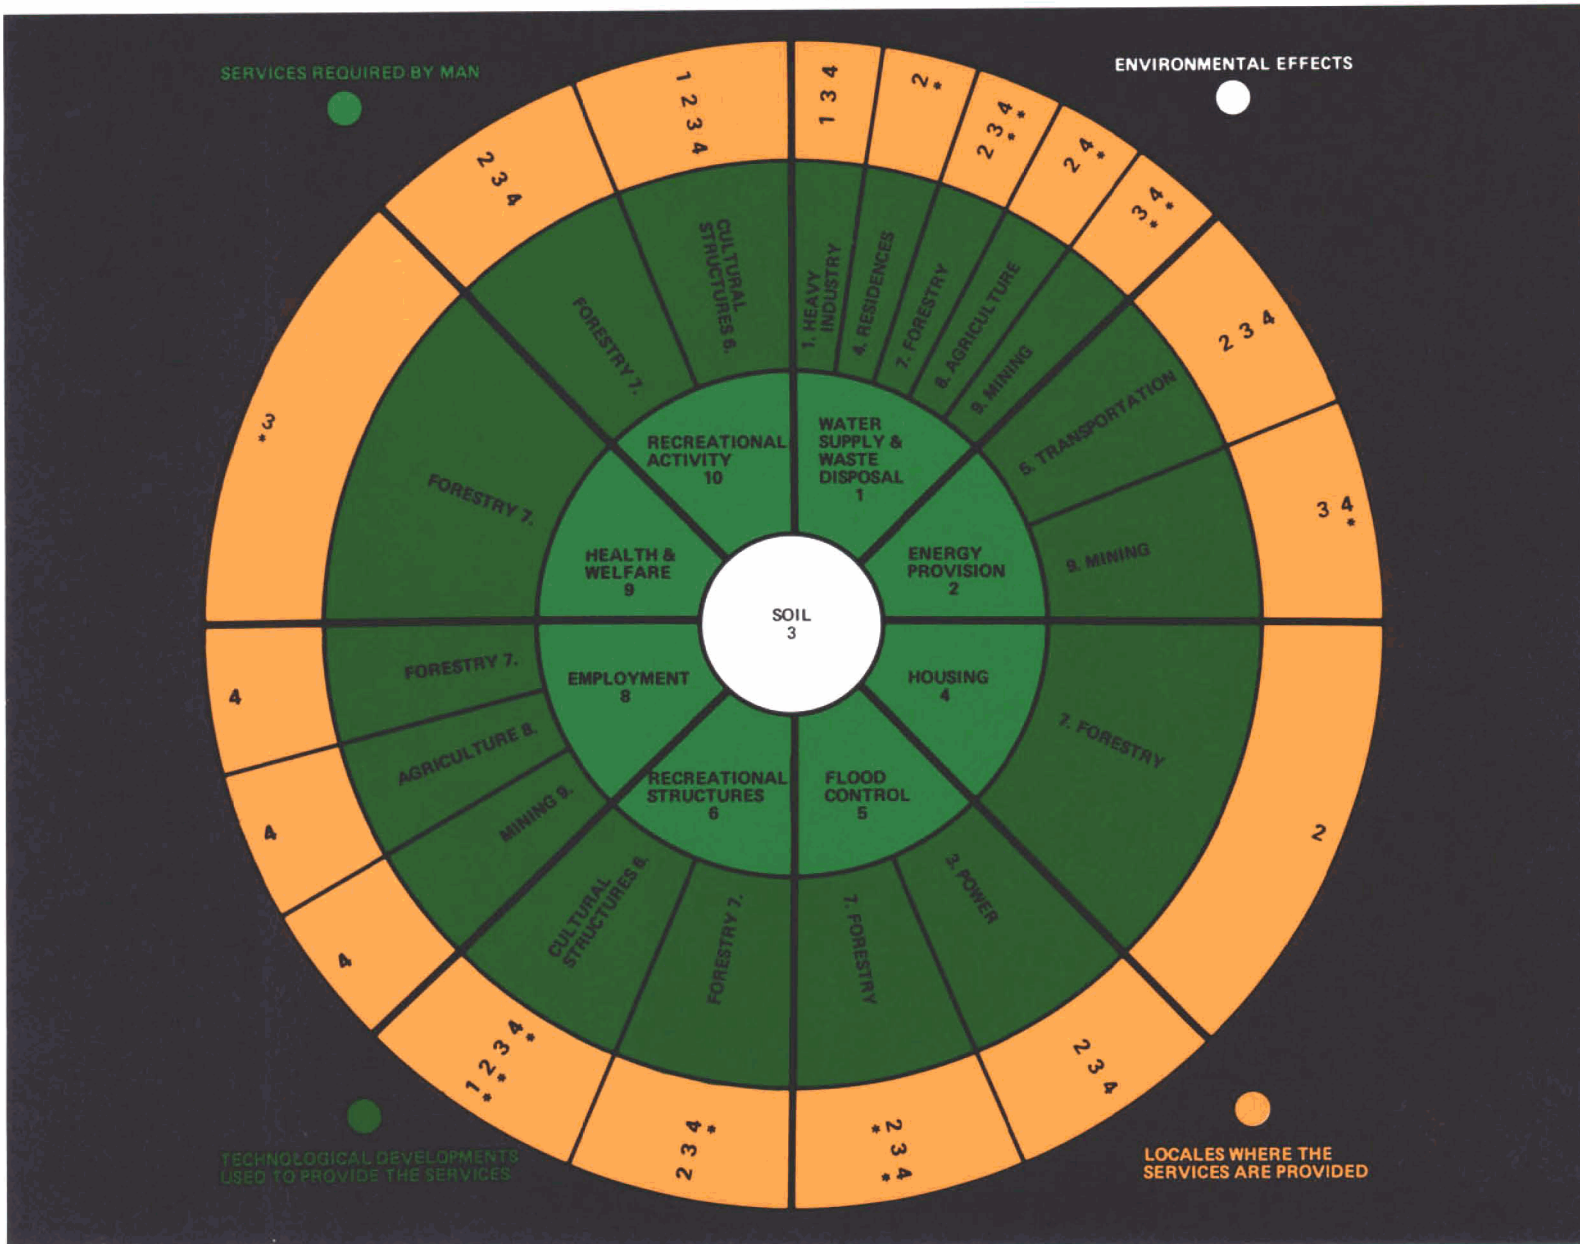 SERVICES REQUIRED BY MAN
ENVIRONMENTAL EFFECTS
1 3 4
2*
2 3* 4*
2 4*
3* 4*
2 3 4
3 4*
2
2 3 4
*2 3 4*
2 3 4*
1* 2* 3 4*
4
4
4
*3
2 3 4
1 2 3 4
1. HEAVY
INDUSTRY
4. RESIDENCES
7. FORESTRY
8. AGRICULTURE
9. MINING
5. TRANSPORTATION
9. MINING
7. FORESTRY
3. POWER
7. FORESTRY
FORESTRY 7.
CULTURAL
STRUCTURES 6.
MINING 9.
AGRICULTURE 8.
FORESTRY 7.
FORESTRY 7.
FORESTRY 7.
CULTURAL
STRUCTURES 6.
WATER
SUPPLY &
WASTE
DISPOSAL
1
ENERGY
PROVISION
2
HOUSING
4
FLOOD
CONTROL
5
RECREATIONAL
STRUCTURES
6
EMPLOYMENT
8
HEALTH &
WELFARE
9
RECREATIONAL
ACTIVITY
10
SOIL
3
TECHNOLOGICAL DEVELOPMENTS
USED TO PROVIDE THE SERVICES
LOCALES WHERE THE
SERVICES ARE PROVIDED